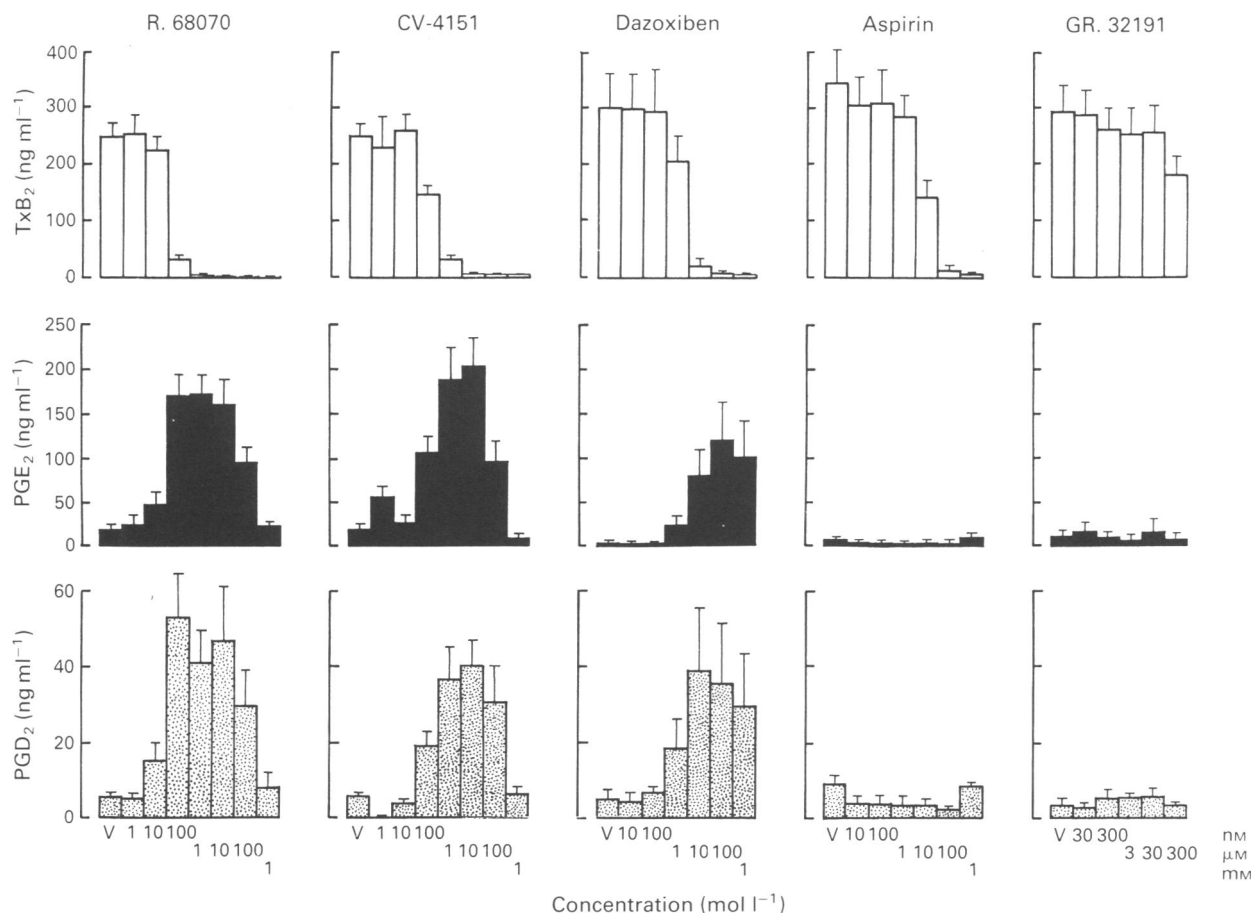 R. 68070 CV-4151 Dazoxiben Aspirin GR. 32191
TxB₂ (ng ml⁻¹)
400
300
200
100
0
PGE₂ (ng ml⁻¹)
250
200
150
100
50
0
PGD₂ (ng ml⁻¹)
60
40
20
0
V 1 10 100 V 1 10 100 V 10 100 V 10 100 V 30 300 nM
1 10 100 1 10 100 1 10 100 1 10 100 3 30 300 μM
1 1 1 1 mM
Concentration (mol l⁻¹)